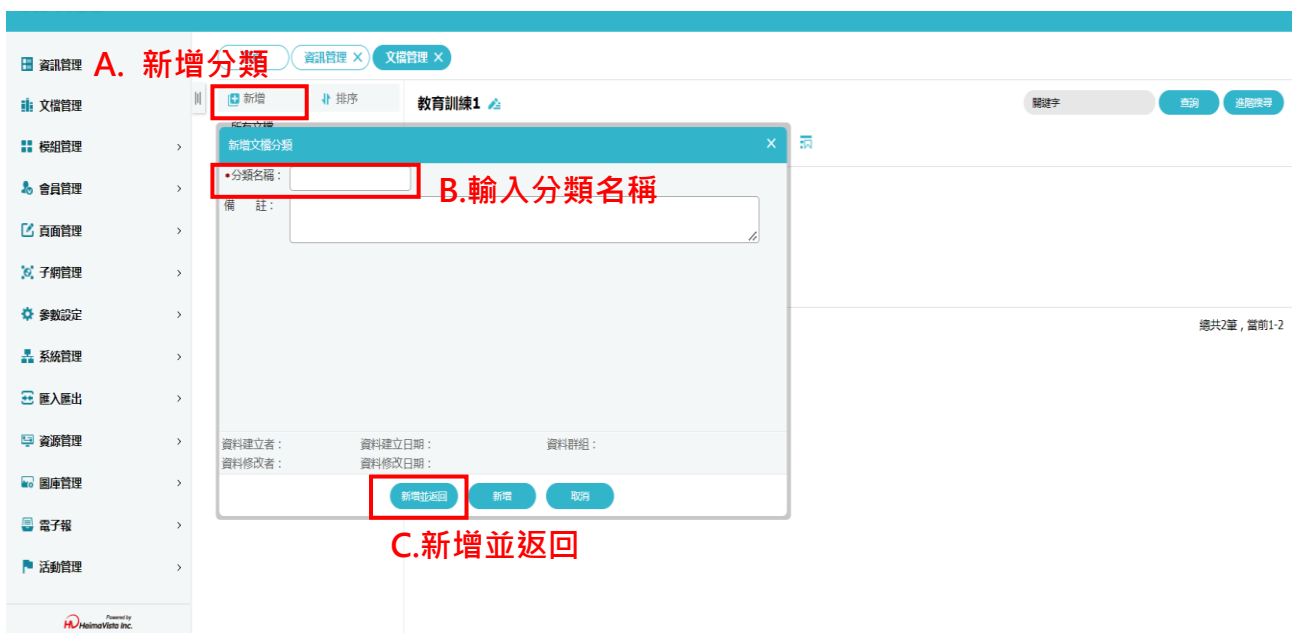 資訊管理
A. 新增分類
資訊管理 X
文檔管理 X
文檔管理
新增
排序
教育訓練1
關鍵字
查詢
進階搜尋
所有文檔
新增文檔分類 X
•分類名稱：
B.輸入分類名稱
備 註：
模組管理
會員管理
頁面管理
子網管理
參數設定
總共2筆，當前1-2
系統管理
匯入匯出
資源管理
資料建立者： 資料建立日期： 資料群組：
資料修改者： 資料修改日期：
圖庫管理
新增並返回
新增
取消
電子報
C.新增並返回
活動管理
Powered by
HeimaVista Inc.